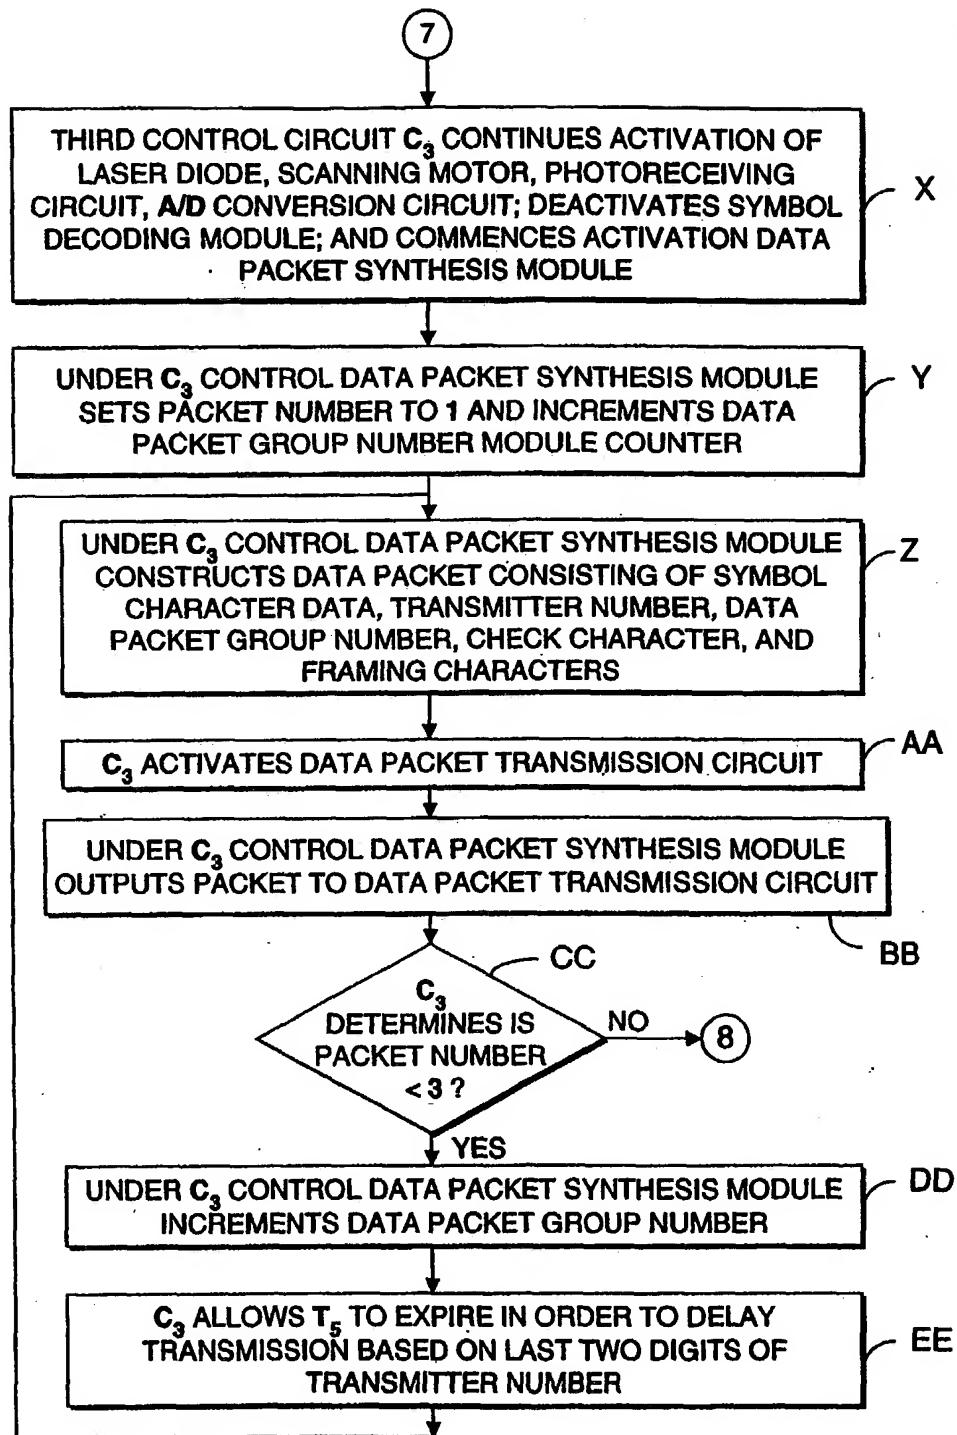 7
THIRD CONTROL CIRCUIT C3 CONTINUES ACTIVATION OF
LASER DIODE, SCANNING MOTOR, PHOTORECEIVING
CIRCUIT, A/D CONVERSION CIRCUIT; DEACTIVATES SYMBOL
DECODING MODULE; AND COMMENCES ACTIVATION DATA
PACKET SYNTHESIS MODULE
X
UNDER C3 CONTROL DATA PACKET SYNTHESIS MODULE
SETS PACKET NUMBER TO 1 AND INCREMENTS DATA
PACKET GROUP NUMBER MODULE COUNTER
Y
UNDER C3 CONTROL DATA PACKET SYNTHESIS MODULE
CONSTRUCTS DATA PACKET CONSISTING OF SYMBOL
CHARACTER DATA, TRANSMITTER NUMBER, DATA
PACKET GROUP NUMBER, CHECK CHARACTER, AND
FRAMING CHARACTERS
Z
C3 ACTIVATES DATA PACKET TRANSMISSION CIRCUIT
AA
UNDER C3 CONTROL DATA PACKET SYNTHESIS MODULE
OUTPUTS PACKET TO DATA PACKET TRANSMISSION CIRCUIT
BB
CC
C3
DETERMINES IS
PACKET NUMBER
< 3 ?
NO
8
YES
UNDER C3 CONTROL DATA PACKET SYNTHESIS MODULE
INCREMENTS DATA PACKET GROUP NUMBER
DD
C3 ALLOWS T5 TO EXPIRE IN ORDER TO DELAY
TRANSMISSION BASED ON LAST TWO DIGITS OF
TRANSMITTER NUMBER
EE